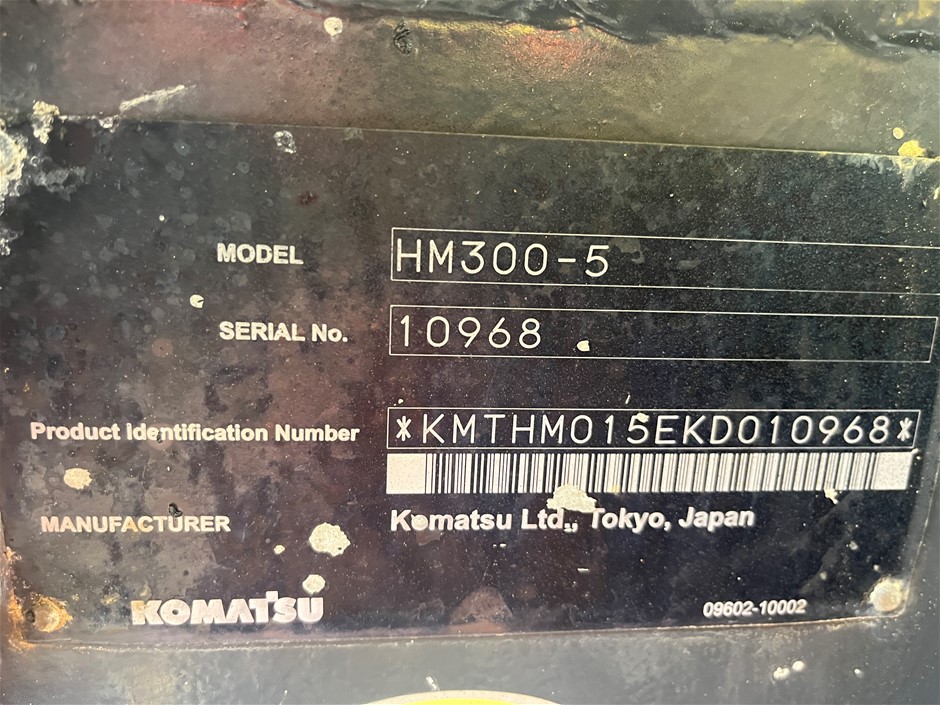 MODEL HM300-5
SERIAL No. 10968
Product Identification Number *KMTHM015EKD010968*
MANUFACTURER Komatsu Ltd., Tokyo, Japan
KOMATSU 09602-10002